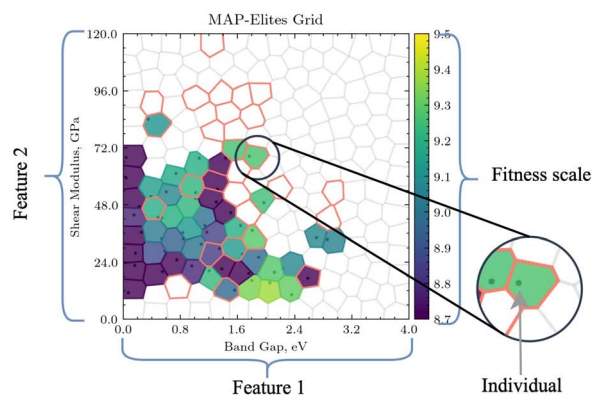 MAP-Elites Grid
120.0
96.0
72.0
48.0
24.0
0.0
Shear Modulus, GPa
Feature 2
0.0 0.8 1.6 2.4 3.2 4.0
Band Gap, eV
Feature 1
9.5
9.4
9.3
9.2
9.1
9.0
8.9
8.8
8.7
Fitness scale
Individual